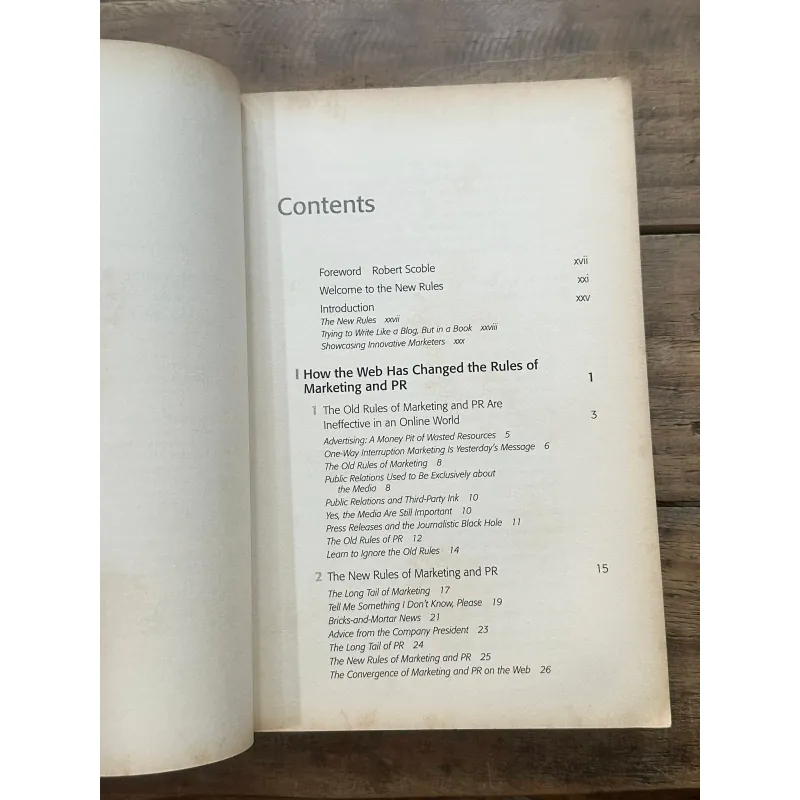 Contents
Foreword Robert Scoble xvii
Welcome to the New Rules xxi
Introduction xxv
The New Rules xxvii
Trying to Write Like a Blog, But in a Book xxviii
Showcasing Innovative Marketers xxx
I How the Web Has Changed the Rules of
Marketing and PR 1
1 The Old Rules of Marketing and PR Are
Ineffective in an Online World 3
Advertising: A Money Pit of Wasted Resources 5
One-Way Interruption Marketing Is Yesterday's Message 6
The Old Rules of Marketing 8
Public Relations Used to Be Exclusively about
the Media 8
Public Relations and Third-Party Ink 10
Yes, the Media Are Still Important 10
Press Releases and the Journalistic Black Hole 11
The Old Rules of PR 12
Learn to Ignore the Old Rules 14
2 The New Rules of Marketing and PR 15
The Long Tail of Marketing 17
Tell Me Something I Don't Know, Please 19
Bricks-and-Mortar News 21
Advice from the Company President 23
The Long Tail of PR 24
The New Rules of Marketing and PR 25
The Convergence of Marketing and PR on the Web 26